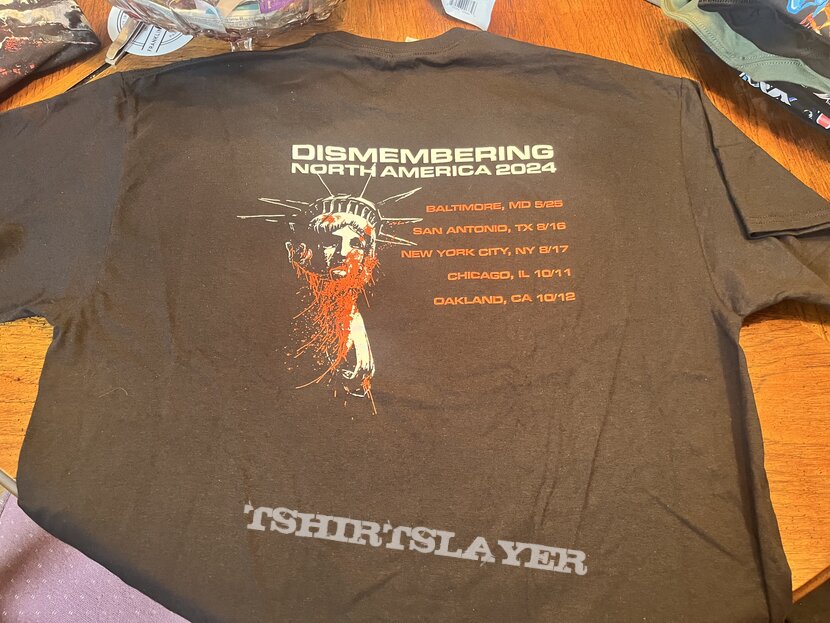 DISMEMBERING
NORTH AMERICA 2024
BALTIMORE, MD 5/25
SAN ANTONIO, TX 8/16
NEW YORK CITY, NY 8/17
CHICAGO, IL 10/11
OAKLAND, CA 10/12
TSHIRTSLAYER